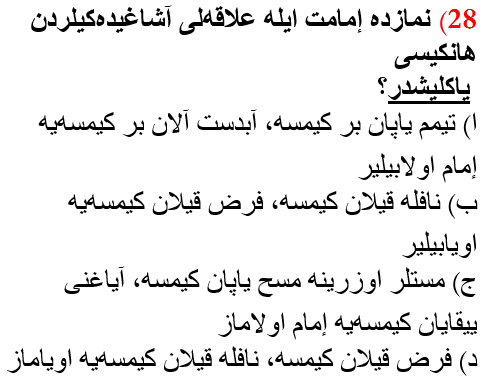 28) نمازده إمامت ایله علاقه‌لی آشاغیده‌کیلردن
هانکیسی
یاکلیشدر؟
ا) تیمم یاپان بر کیمسه، آبدست آلان بر کیمسه‌یه
إمام اولابیلیر
ب) نافله قیلان کیمسه، فرض قیلان کیمسه‌یه
اویابیلیر
ج) مستلر اوزرینه مسح یاپان کیمسه، آیاغنی
ییقایان کیمسه‌یه إمام اولاماز
د) فرض قیلان کیمسه، نافله قیلان کیمسه‌یه اویاماز